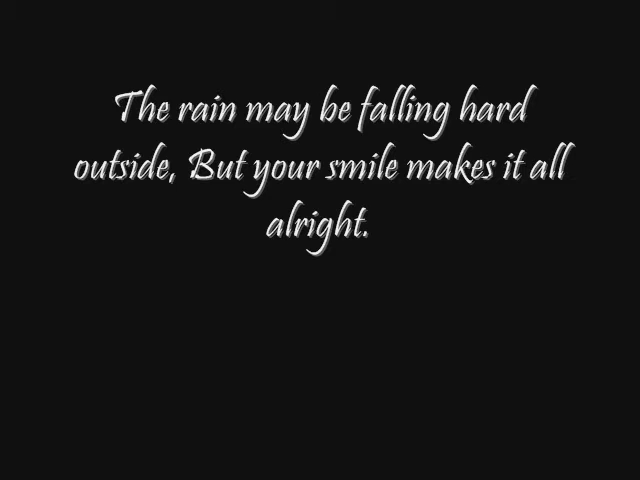 The rain may be falling hard
outside, But your smile makes it all
alright.